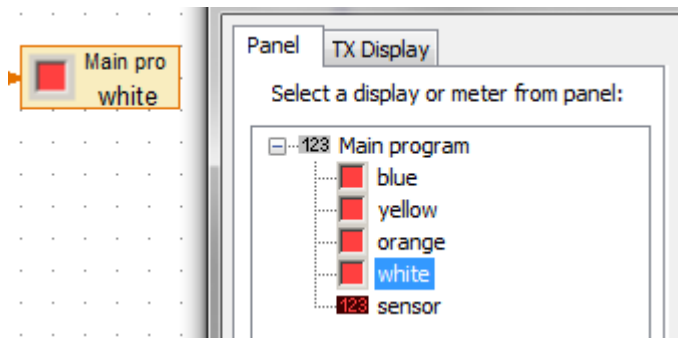 Main pro
white
Panel
TX Display
Select a display or meter from panel:
123 Main program
blue
yellow
orange
white
123 sensor